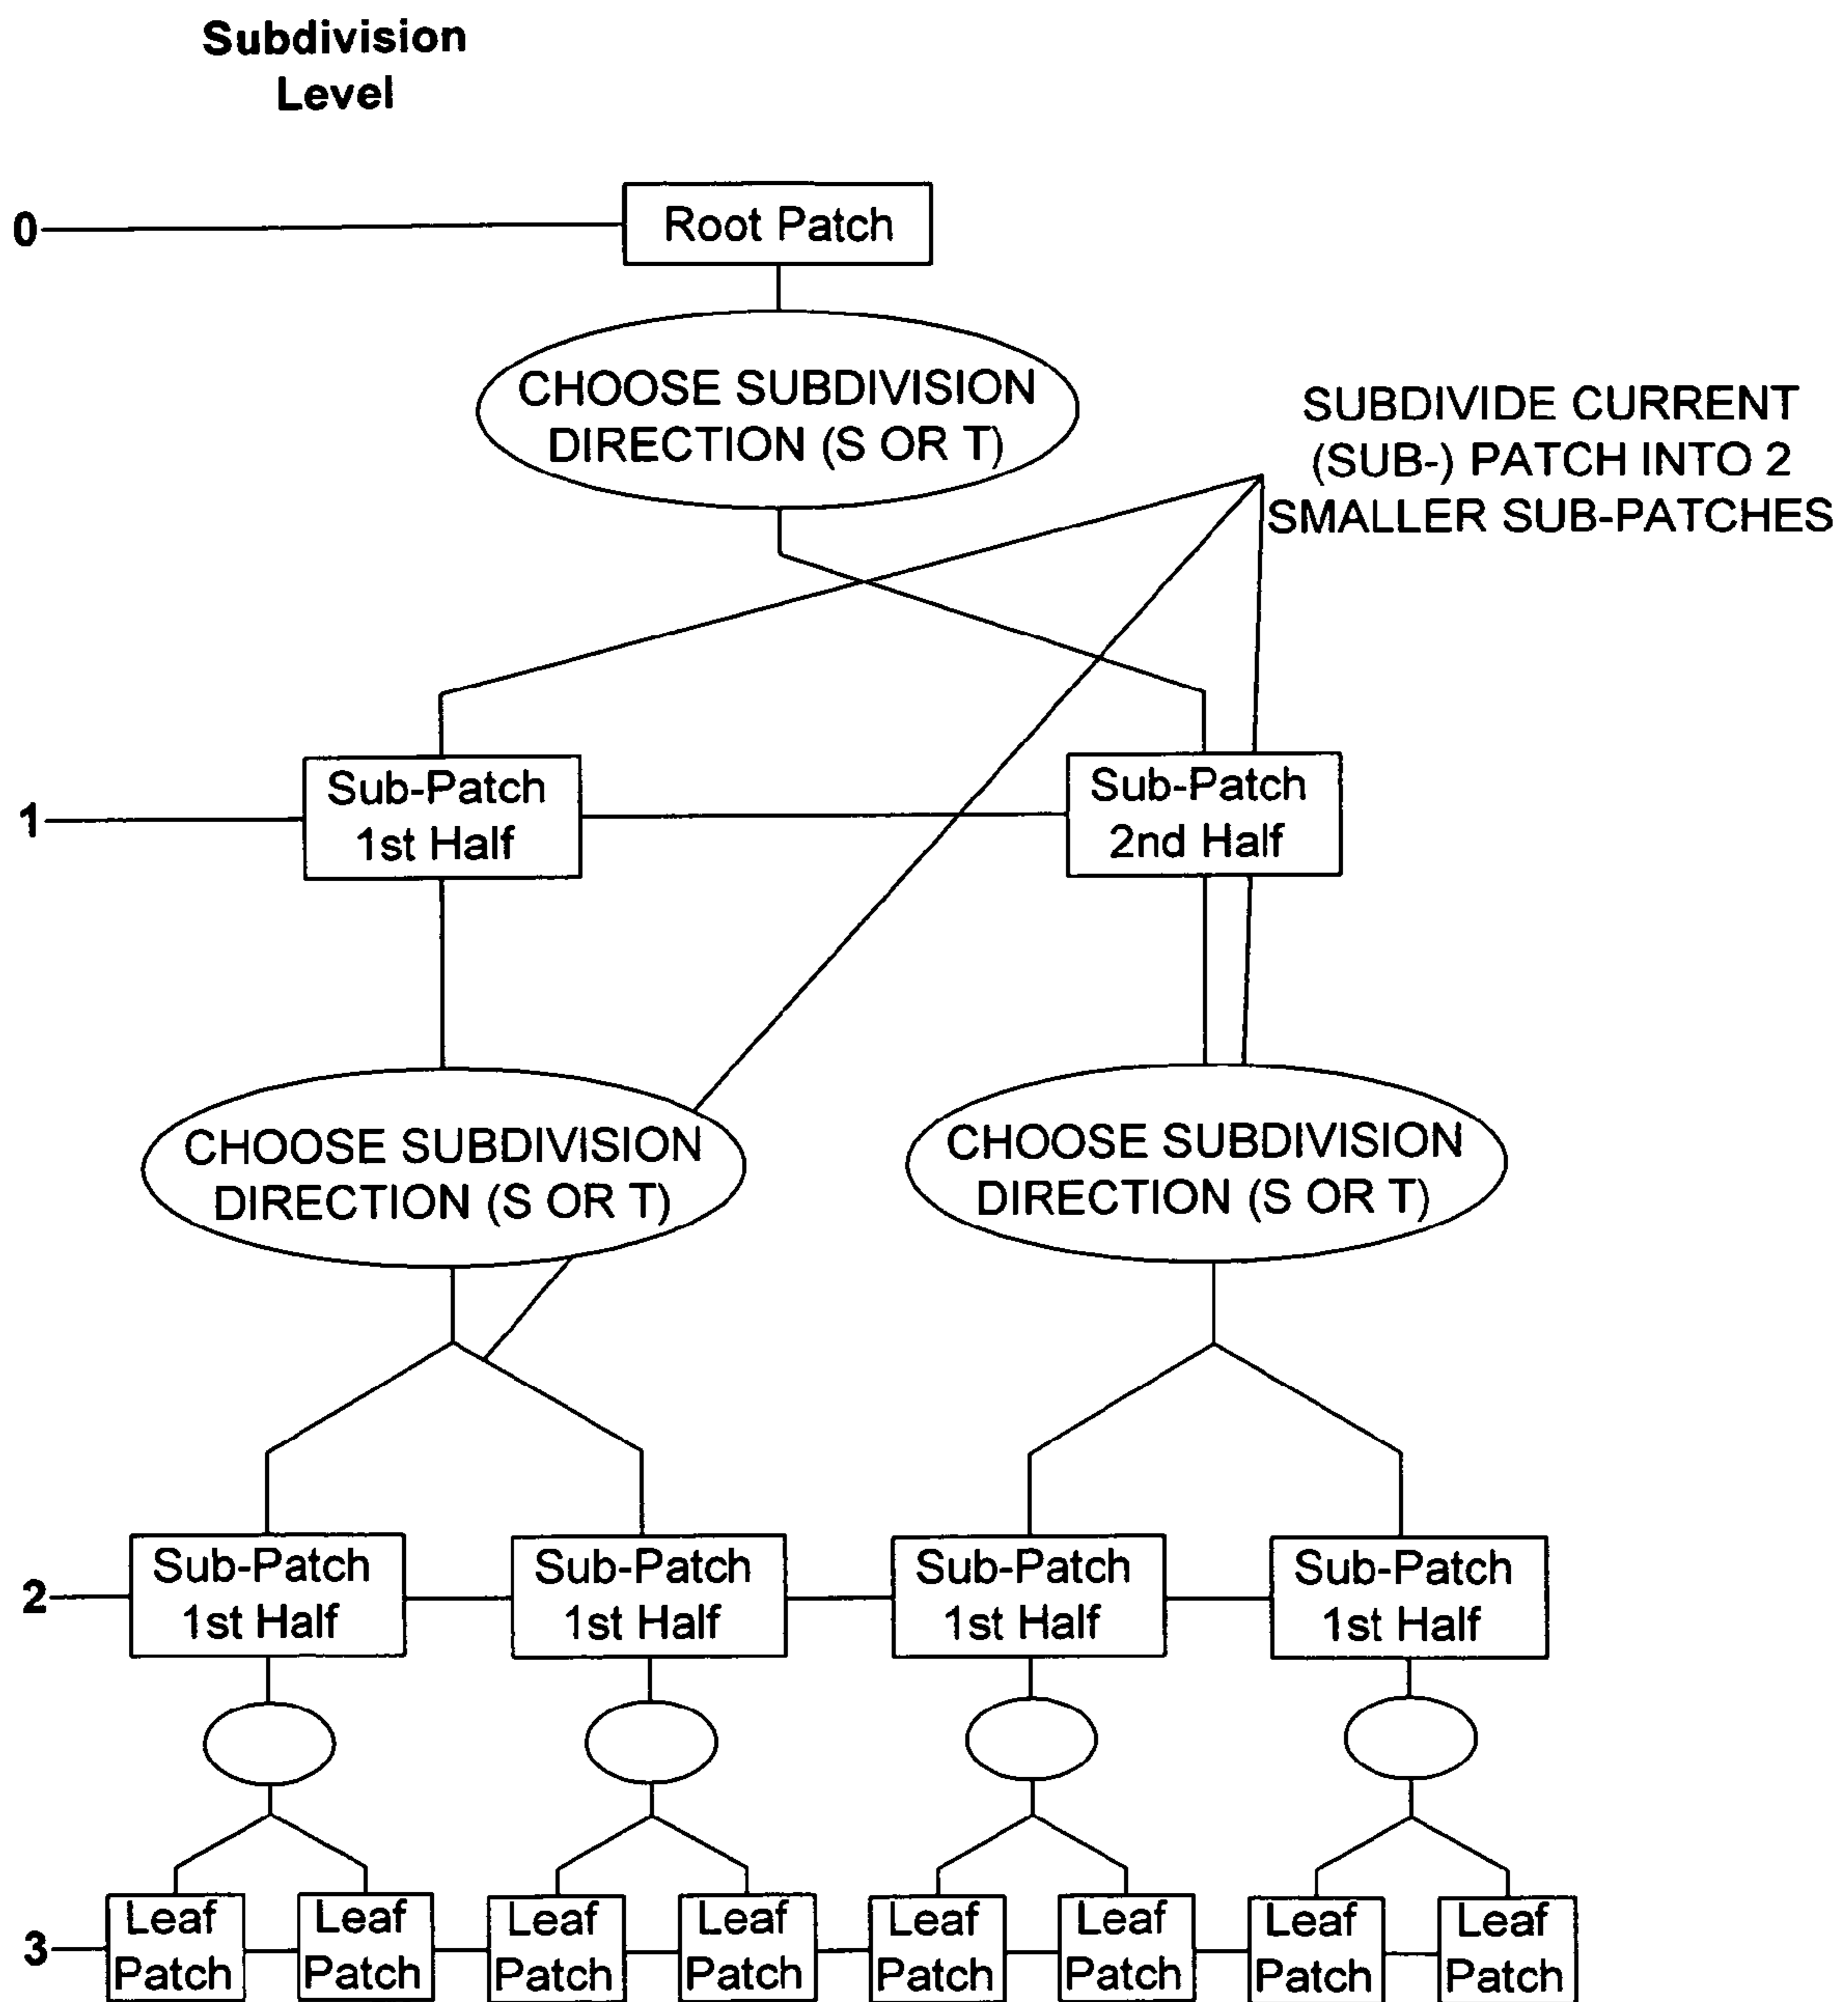 Subdivision
Level
0
Root Patch
CHOOSE SUBDIVISION
DIRECTION (S OR T)
SUBDIVIDE CURRENT
(SUB-) PATCH INTO 2
SMALLER SUB-PATCHES
1
Sub-Patch
1st Half
Sub-Patch
2nd Half
CHOOSE SUBDIVISION
DIRECTION (S OR T)
CHOOSE SUBDIVISION
DIRECTION (S OR T)
2
Sub-Patch
1st Half
Sub-Patch
1st Half
Sub-Patch
1st Half
Sub-Patch
1st Half
3
Leaf
Patch
Leaf
Patch
Leaf
Patch
Leaf
Patch
Leaf
Patch
Leaf
Patch
Leaf
Patch
Leaf
Patch